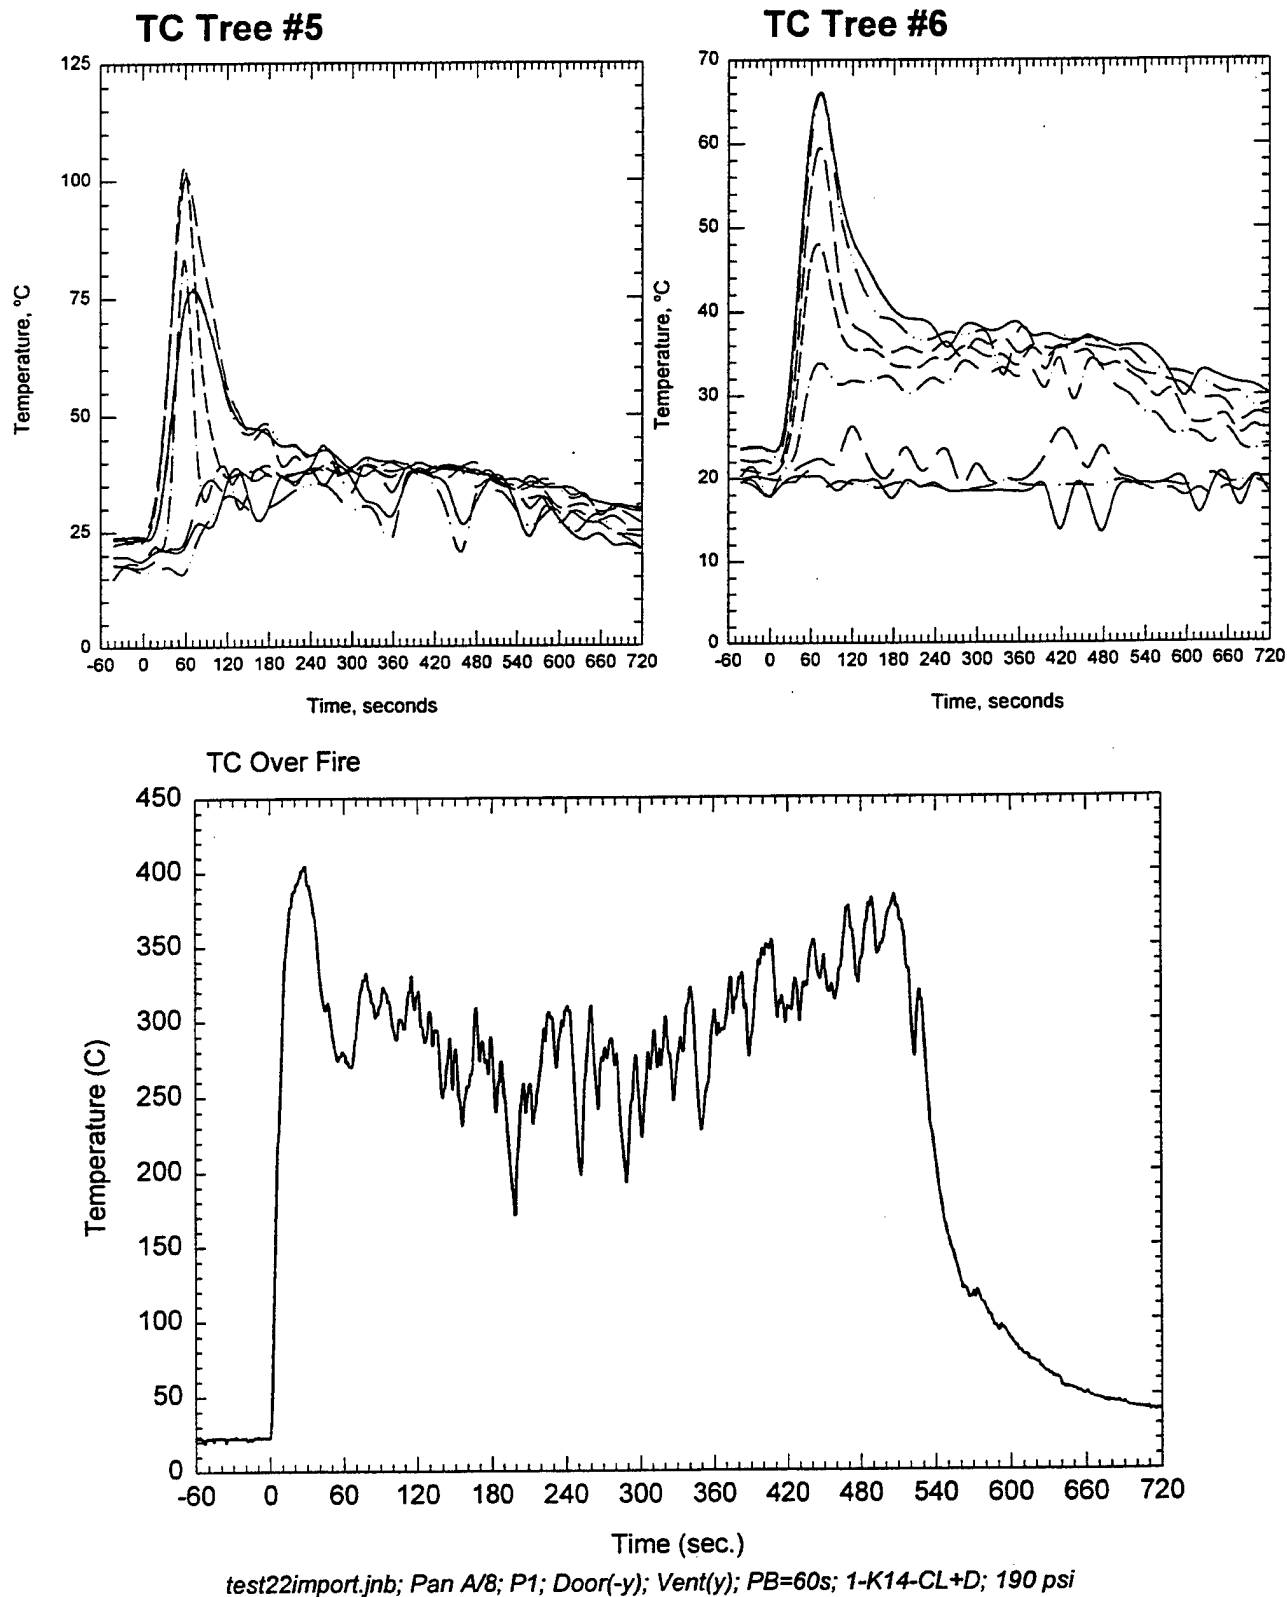 TC Tree #5
125
100
75
50
25
0
Temperature, ºC
-60 0 60 120 180 240 300 360 420 480 540 600 660 720
Time, seconds
TC Tree #6
70
60
50
40
30
20
10
0
Temperature, ºC
-60 0 60 120 180 240 300 360 420 480 540 600 660 720
Time, seconds
TC Over Fire
450
400
350
300
250
200
150
100
50
0
Temperature (C)
-60 0 60 120 180 240 300 360 420 480 540 600 660 720
Time (sec.)
test22import.jnb; Pan A/8; P1; Door(-y); Vent(y); PB=60s; 1-K14-CL+D; 190 psi